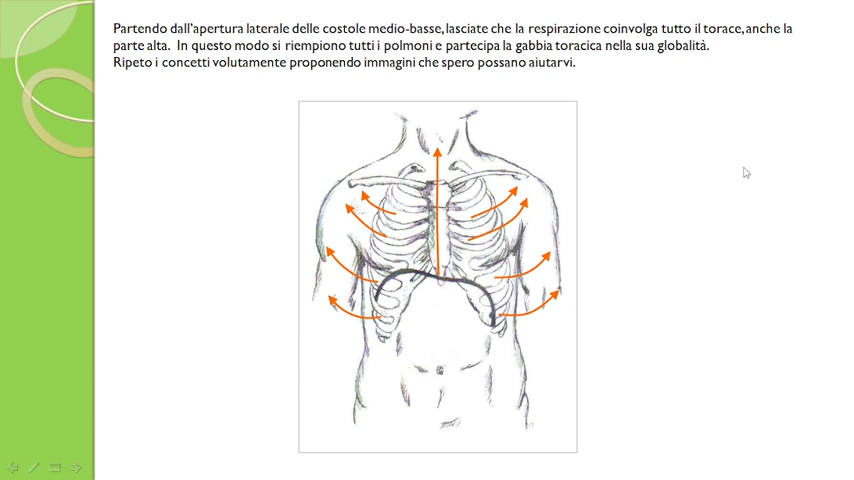 Partendo dall'apertura laterale delle costole medio-basse, lasciate che la respirazione coinvolga tutto il torace, anche la
parte alta. In questo modo si riempiono tutti i polmoni e partecipa la gabbia toracica nella sua globalità.
Ripeto i concetti volutamente proponendo immagini che spero possano aiutarvi.